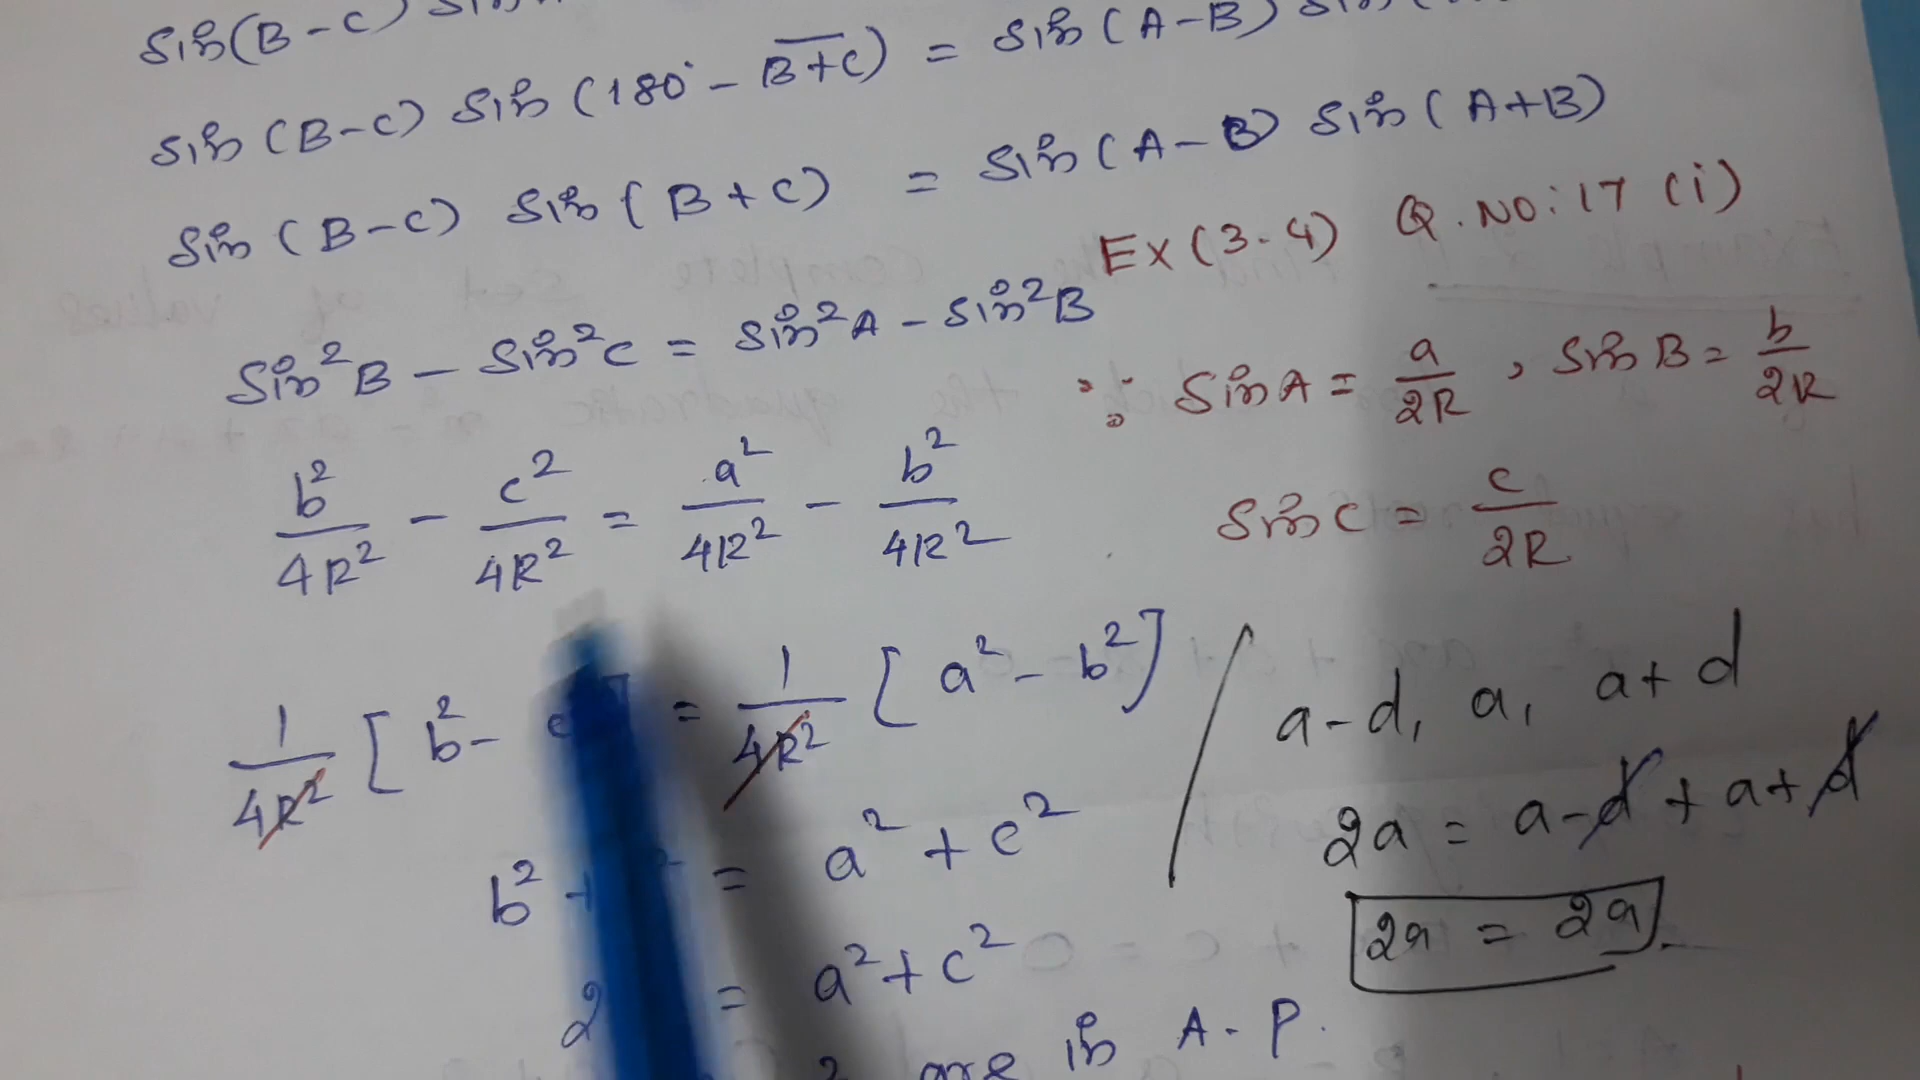 sin(B-C)
sin (B-C) sin (180° - B+C) = sin (A-B)
sin (B-C) sin (B+C) = sin (A-B) sin (A+B)
Ex (3.4) Q.NO: 17 (i)
sin²B - sin²C = sin²A - sin²B
∵ sin A = a/2R, sin B = b/2R
b²/4R² - c²/4R² = a²/4R² - b²/4R²
sin C = c/2R
1/4R² [b² - = 1/4R² [a² - b²]
a-d, a, a+d
b² + = a² + c²
2a = a-d + a+d
2 = a² + c²
2a = 2a.
are in A.P.